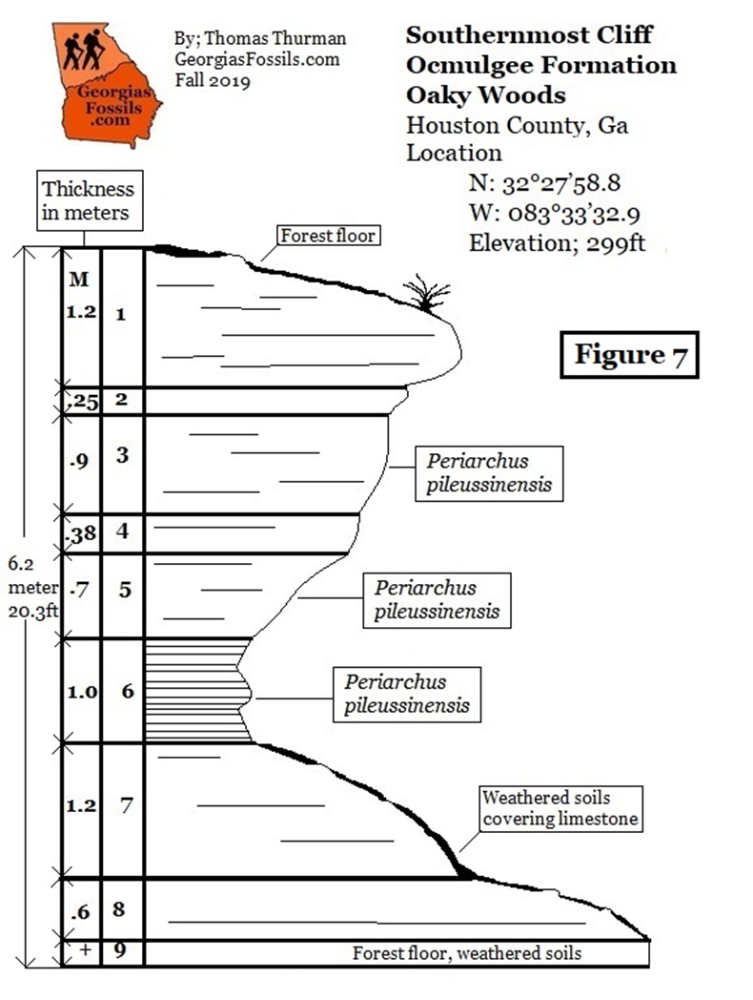 Georgias
Fossils
.com
By; Thomas Thurman
GeorgiasFossils.com
Fall 2019
Southernmost Cliff
Ocmulgee Formation
Oaky Woods
Houston County, Ga
Location
N: 32°27’58.8
W: 083°33’32.9
Elevation; 299ft
Thickness
in meters
Forest floor
M
1.2 1
Figure 7
.25 2
.9 3
Periarchus
pileussinensis
.38 4
6.2
meter
20.3ft
.7 5
Periarchus
pileussinensis
1.0 6
Periarchus
pileussinensis
1.2 7
Weathered soils
covering limestone
.6 8
+ 9
Forest floor, weathered soils